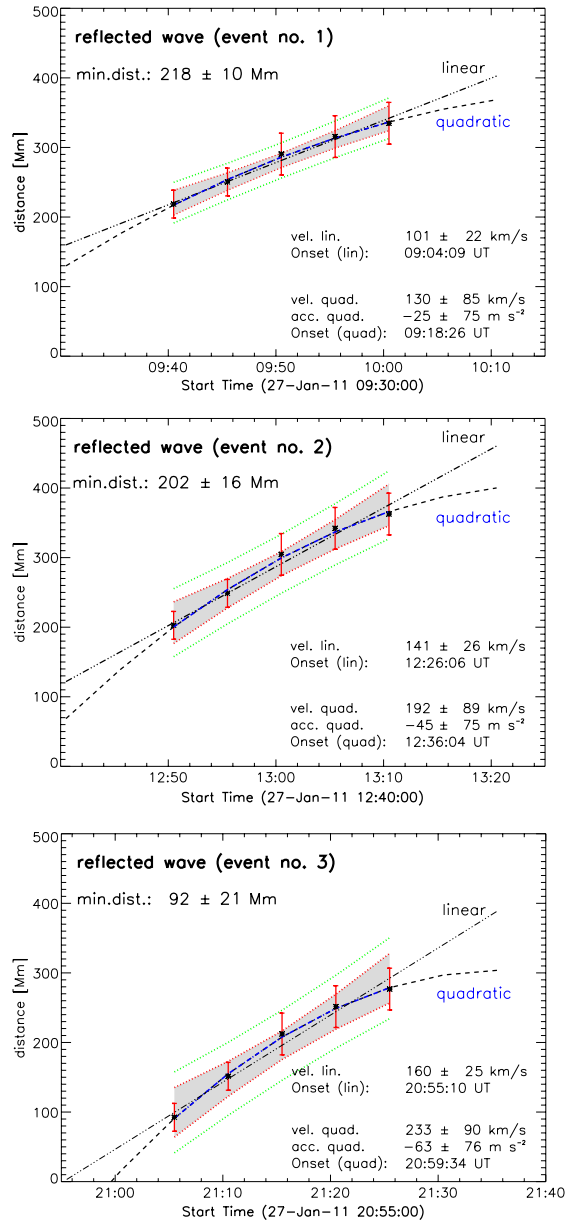 500
reflected wave (event no. 1)
min.dist.: 218 ± 10 Mm
linear
400
quadratic
300
distance [Mm]
200
vel. lin. 101 ± 22 km/s
Onset (lin): 09:04:09 UT
100
vel. quad. 130 ± 85 km/s
acc. quad. −25 ± 75 m s⁻²
Onset (quad): 09:18:26 UT
0
09:40 09:50 10:00 10:10
Start Time (27-Jan-11 09:30:00)
500
reflected wave (event no. 2)
linear
min.dist.: 202 ± 16 Mm
400
quadratic
300
distance [Mm]
200
vel. lin. 141 ± 26 km/s
Onset (lin): 12:26:06 UT
100
vel. quad. 192 ± 89 km/s
acc. quad. −45 ± 75 m s⁻²
Onset (quad): 12:36:04 UT
0
12:50 13:00 13:10 13:20
Start Time (27-Jan-11 12:40:00)
500
reflected wave (event no. 3)
min.dist.: 92 ± 21 Mm
400
linear
300
quadratic
distance [Mm]
200
vel. lin. 160 ± 25 km/s
Onset (lin): 20:55:10 UT
100
vel. quad. 233 ± 90 km/s
acc. quad. −63 ± 76 m s⁻²
Onset (quad): 20:59:34 UT
0
21:00 21:10 21:20 21:30 21:40
Start Time (27-Jan-11 20:55:00)